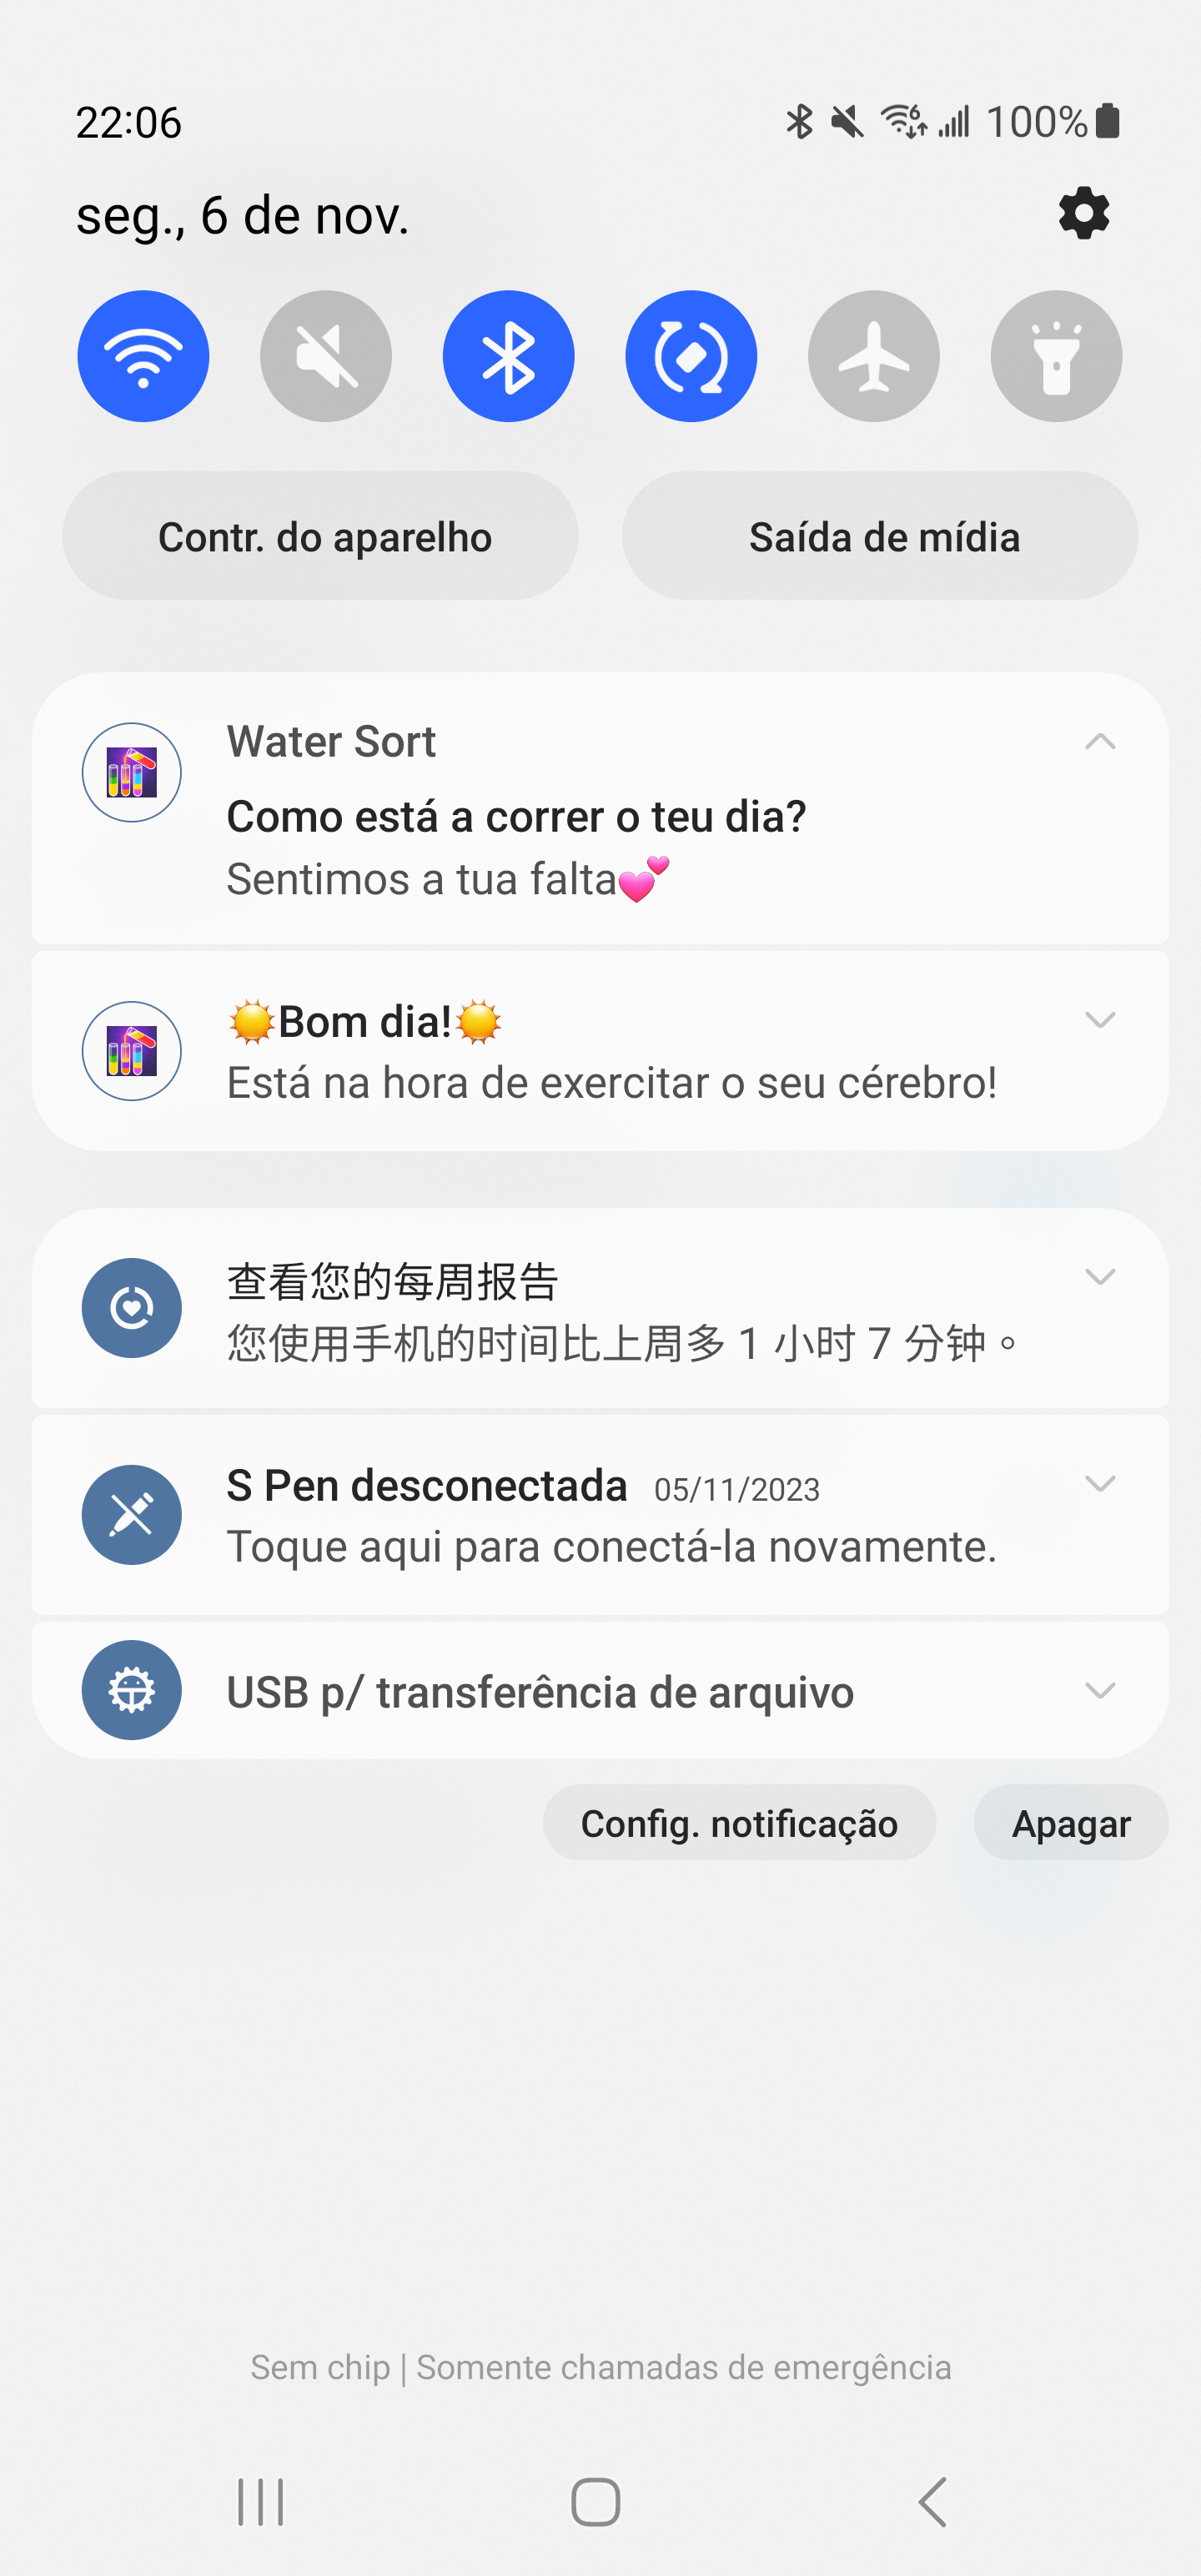 22:06
100%
seg., 6 de nov.
Contr. do aparelho
Saída de mídia
Water Sort
Como está a correr o teu dia?
Sentimos a tua falta💕
☀️Bom dia!☀️
Está na hora de exercitar o seu cérebro!
查看您的每周报告
您使用手机的时间比上周多 1 小时 7 分钟。
S Pen desconectada 05/11/2023
Toque aqui para conectá-la novamente.
USB p/ transferência de arquivo
Config. notificação
Apagar
Sem chip | Somente chamadas de emergência